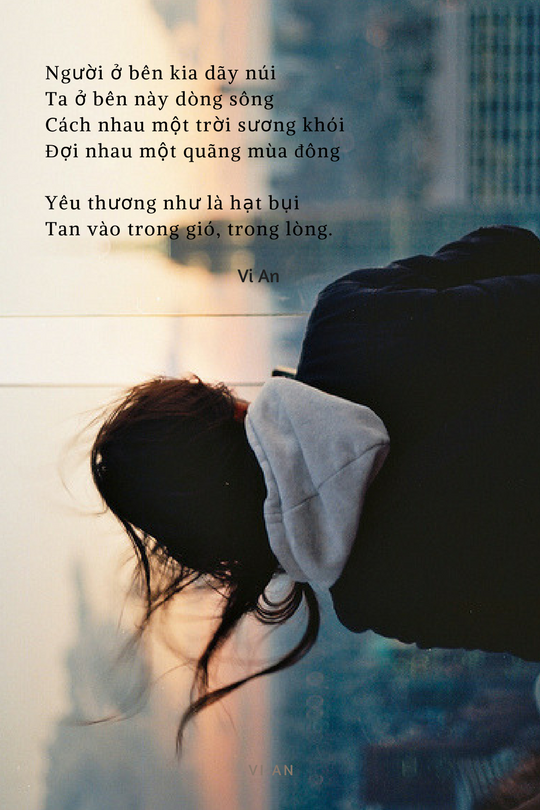 Người ở bên kia dãy núi
Ta ở bên này dòng sông
Cách nhau một trời sương khói
Đợi nhau một quãng mùa đông
Yêu thương như là hạt bụi
Tan vào trong gió, trong lòng.
Vi An
VI AN